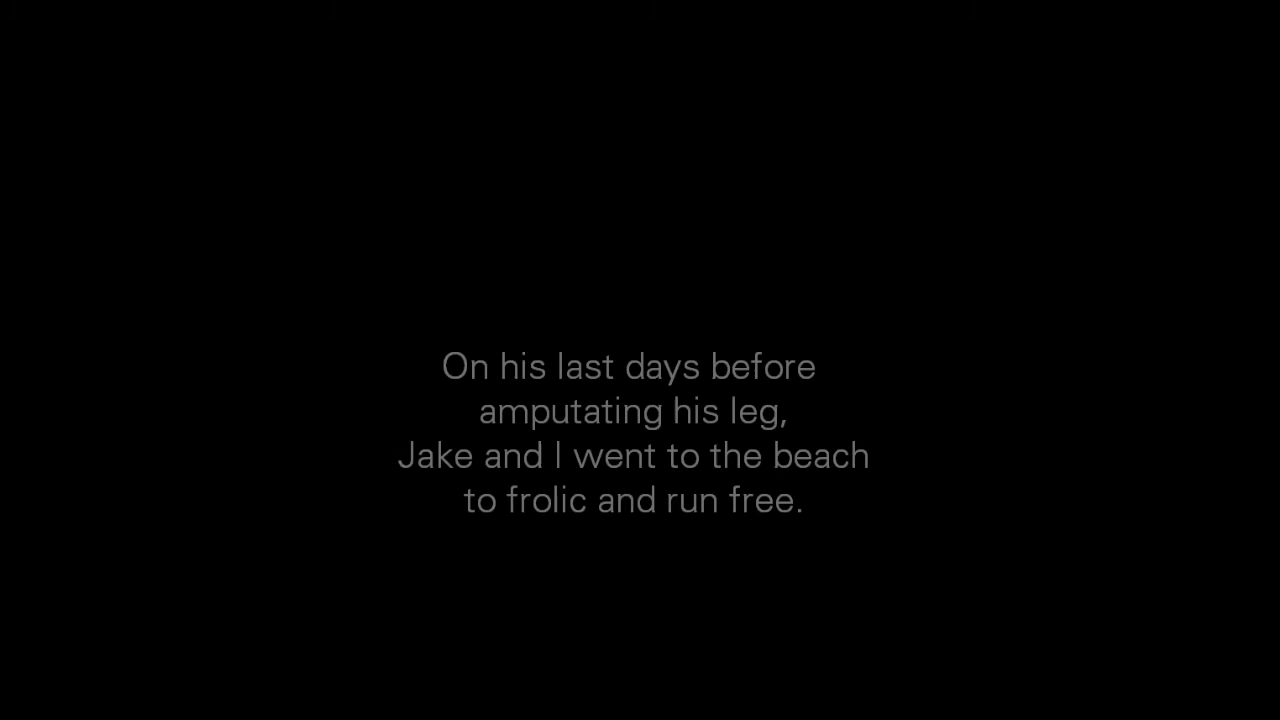 On his last days before
amputating his leg,
Jake and I went to the beach
to frolic and run free.